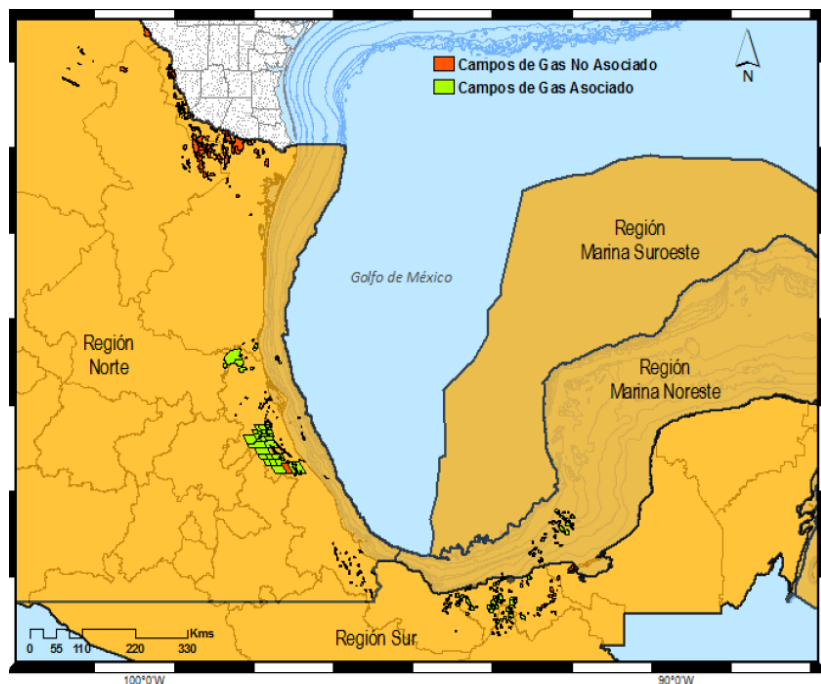 Campos de Gas No Asociado
Campos de Gas Asociado
N
Región
Marina Suroeste
Golfo de México
Región
Norte
Región
Marina Noreste
Región Sur
Kms
0 55 110 220 330
100°0'W 90°0'W